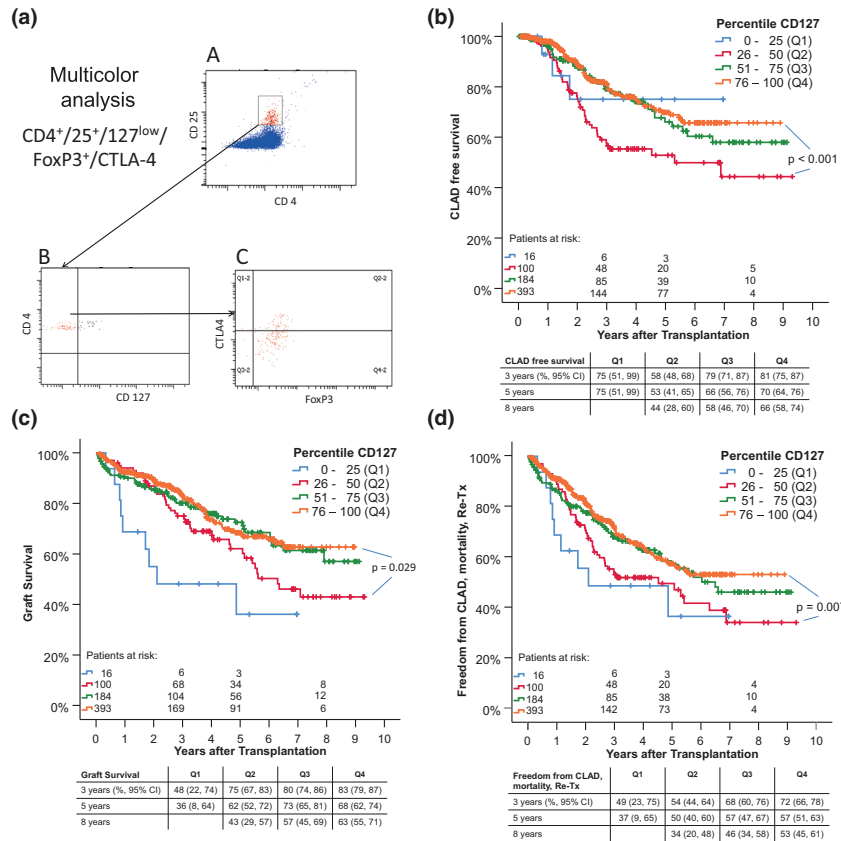 (a)
Multicolor
analysis
CD4⁺/25⁺/127ˡᵒʷ/
FoxP3⁺/CTLA-4
A
CD 25
CD 4
B
CD 4
CD 127
C
Q1-2
Q2-2
CTLA4
Q3-2
Q4-2
FoxP3
(b)
Percentile CD127
0 - 25 (Q1)
26 - 50 (Q2)
51 - 75 (Q3)
76 – 100 (Q4)
CLAD free survival
100%
80%
60%
40%
20%
0%
p < 0.001
Patients at risk:
16 6 3
100 48 20 5
184 85 39 10
393 144 77 4
0 1 2 3 4 5 6 7 8 9 10
Years after Transplantation
CLAD free survival Q1 Q2 Q3 Q4
3 years (%, 95% CI) 75 (51, 99) 58 (48, 68) 79 (71, 87) 81 (75, 87)
5 years 75 (51, 99) 53 (41, 65) 66 (56, 76) 70 (64, 76)
8 years 44 (28, 60) 58 (46, 70) 66 (58, 74)
(c)
Percentile CD127
0 - 25 (Q1)
26 - 50 (Q2)
51 - 75 (Q3)
76 – 100 (Q4)
Graft Survival
100%
80%
60%
40%
20%
0%
p = 0.029
Patients at risk:
16 6 3
100 68 34 8
184 104 56 12
393 169 91 6
0 1 2 3 4 5 6 7 8 9 10
Years after Transplantation
Graft Survival Q1 Q2 Q3 Q4
3 years (%, 95% CI) 48 (22, 74) 75 (67, 83) 80 (74, 86) 83 (79, 87)
5 years 36 (8, 64) 62 (52, 72) 73 (65, 81) 68 (62, 74)
8 years 43 (29, 57) 57 (45, 69) 63 (55, 71)
(d)
Percentile CD127
0 - 25 (Q1)
26 - 50 (Q2)
51 - 75 (Q3)
76 – 100 (Q4)
Freedom from CLAD, mortality, Re-Tx
100%
80%
60%
40%
20%
0%
p = 0.00
Patients at risk:
16 6 3
100 48 20 4
184 85 38 10
393 142 73 4
0 1 2 3 4 5 6 7 8 9 10
Years after Transplantation
Freedom from CLAD,
mortality, Re-Tx Q1 Q2 Q3 Q4
3 years (%, 95% CI) 49 (23, 75) 54 (44, 64) 68 (60, 76) 72 (66, 78)
5 years 37 (9, 65) 50 (40, 60) 57 (47, 67) 57 (51, 63)
8 years 34 (20, 48) 46 (34, 58) 53 (45, 61)